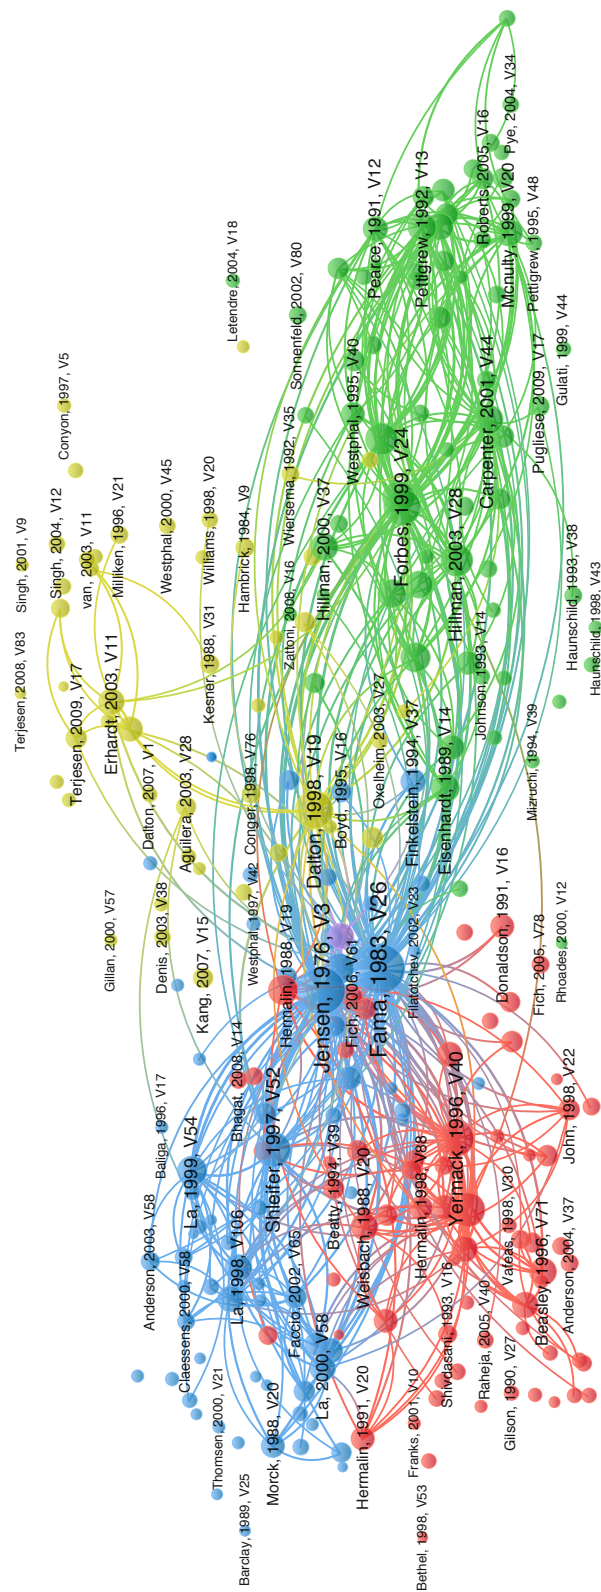 Terjesen, 2008, V83
Singh, 2001, V9
Singh, 2004, V12
Conyon, 1997, V5
Terjesen, 2009, V17
van, 2003, V11
Erhardt, 2003, V11
Gillan, 2000, V57
Milliken, 1996, V21
Anderson, 2003, V58
Dalton, 2007, V1
Baliga, 1996, V17
Denis, 2003, V38
Westphal, 2000, V45
Claessens, 2000, V58
Aguilera, 2003, V28
La, 1999, V54
Kang, 2007, V15
Kesner, 1988, V31
Williams, 1998, V20
Thomsen, 2000, V21
Letendre, 2004, V18
La, 1998, V106
Bhagat, 2008, V14
Barclay, 1989, V25
Hambrick, 1984, V9
Conger, 1998, V76
Westphal, 1997, V42
Morck, 1988, V20
Shleifer, 1997, V52
Hermalin, 1988, V19
Zattoni, 2008, V16
Wiersema, 1992, V35
Faccio, 2002, V65
Sonnenfeld, 2002, V80
La, 2000, V58
Jensen, 1976, V3
Dalton, 1998, V19
Hillman, 2000, V37
Beatty, 1994, V39
Boyd, 1995, V16
Fich, 2006, V61
Westphal, 1995, V40
Hermalin, 1991, V20
Weisbach, 1988, V20
Pearce, 1991, V12
Fama, 1983, V26
Oxelheim, 2003, V27
Forbes, 1999, V24
Filatotchev, 2002, V23
Finkelstein, 1994, V37
Franks, 2001, V10
Bethel, 1998, V53
Hermalin, 1998, V88
Pettigrew, 1992, V13
Shivdasani, 1993, V16
Eisenhardt, 1989, V14
Yermack, 1996, V40
Hillman, 2003, V28
Johnson, 1993, V14
Raheja, 2005, V40
Roberts, 2005, V16
Carpenter, 2001, V44
Donaldson, 1991, V16
Vafeas, 1998, V30
Mcnulty, 1999, V20
Gilson, 1990, V27
Pye, 2004, V34
Mizruchi, 1994, V39
Pettigrew, 1995, V48
Beasley, 1996, V71
Fich, 2005, V78
Pugliese, 2009, V17
Rhoades, 2000, V12
Gulati, 1999, V44
Anderson, 2004, V37
John, 1998, V22
Haunschild, 1993, V38
Haunschild, 1998, V43